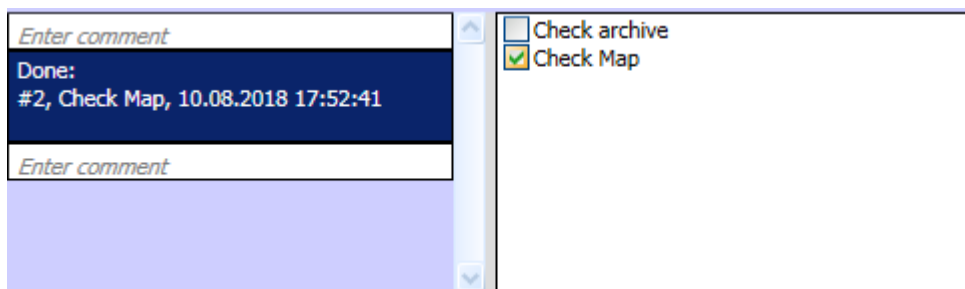 Enter comment
Done:
#2, Check Map, 10.08.2018 17:52:41
Enter comment
Check archive
Check Map